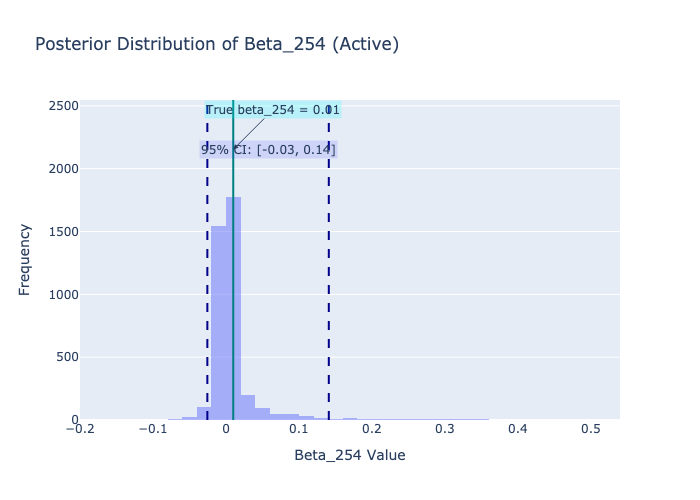 Posterior Distribution of Beta_254 (Active)
2500
True beta_254 = 0.01
95% CI: [-0.03, 0.14]
2000
1500
1000
500
0
Frequency
−0.2
−0.1
0
0.1
0.2
0.3
0.4
0.5
Beta_254 Value